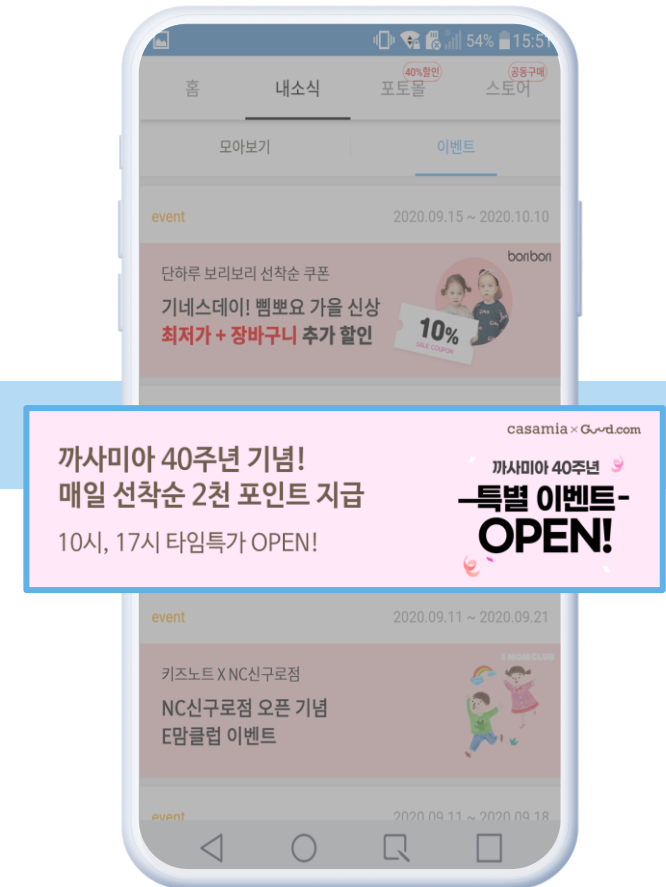 54% 15:51
홈 내소식 포토몰 40%할인 스토어 공동구매
모아보기 이벤트
event 2020.09.15 ~ 2020.10.10
boribori
단하루 보리보리 선착순 쿠폰
기네스데이! 삠뽀요 가을 신상
최저가 + 장바구니 추가 할인
10%
SALE COUPON
casamia × Guud.com
까사미아 40주년 기념!
매일 선착순 2천 포인트 지급
10시, 17시 타임특가 OPEN!
까사미아 40주년
특별 이벤트
OPEN!
event 2020.09.11 ~ 2020.09.21
키즈노트 X NC신구로점
NC신구로점 오픈 기념
E맘클럽 이벤트
E MOM CLUB
event 2020.09.11 ~ 2020.09.18